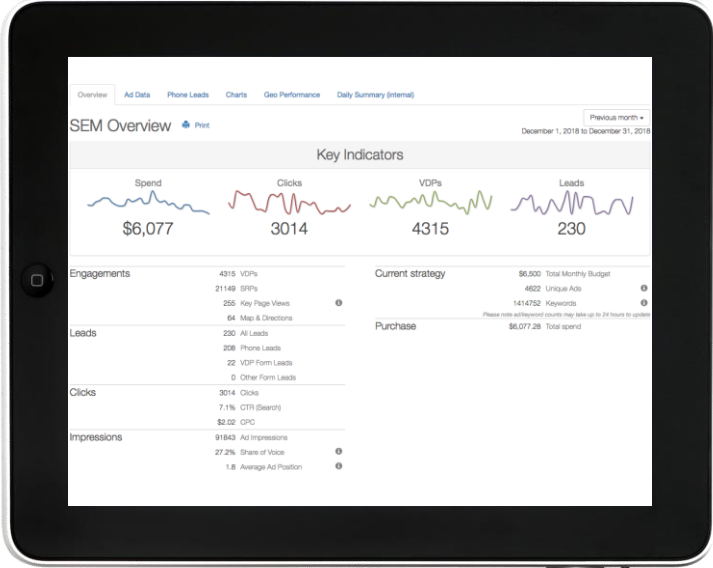 Overview Ad Data Phone Leads Charts Geo Performance Daily Summary (internal)
SEM Overview Print
Previous month
December 1, 2018 to December 31, 2018
Key Indicators
Spend Clicks VDPs Leads
$6,077 3014 4315 230
Engagements
4315 VDPs
21149 SRPs
255 Key Page Views
64 Map & Directions
Leads
230 All Leads
208 Phone Leads
22 VDP Form Leads
0 Other Form Leads
Clicks
3014 Clicks
7.1% CTR (Search)
$2.02 CPC
Impressions
91843 Ad Impressions
27.2% Share of Voice
1.8 Average Ad Position
Current strategy
$6,500 Total Monthly Budget
4622 Unique Ads
1414752 Keywords
Please note ad/keyword counts may take up to 24 hours to update
Purchase
$6,077.28 Total spend